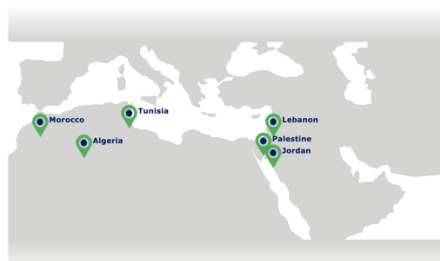 Tunisia
Morocco
Lebanon
Algeria
Palestine
Jordan